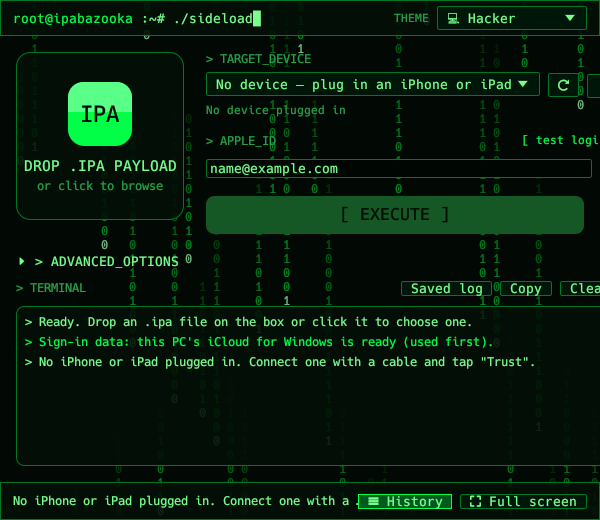 root@ipabazooka :~# ./sideload
THEME
Hacker
IPA
DROP .IPA PAYLOAD
or click to browse
> TARGET_DEVICE
No device — plug in an iPhone or iPad
No device plugged in
> APPLE_ID
[ test logi
name@example.com
[ EXECUTE ]
> ADVANCED_OPTIONS
> TERMINAL
Saved log
Copy
Clea
> Ready. Drop an .ipa file on the box or click it to choose one.
> Sign-in data: this PC's iCloud for Windows is ready (used first).
> No iPhone or iPad plugged in. Connect one with a cable and tap "Trust".
No iPhone or iPad plugged in. Connect one with a .
History
Full screen